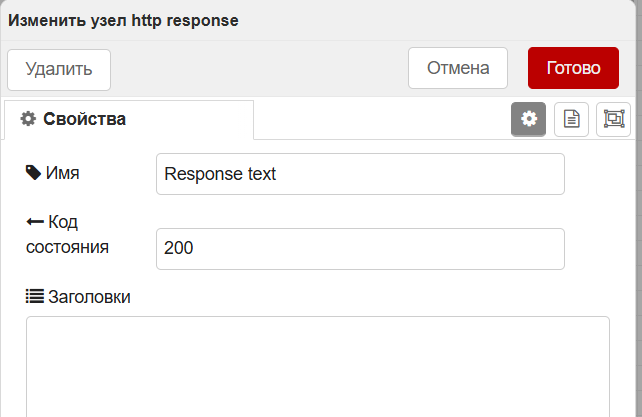 Изменить узел http response
Удалить
Отмена
Готово
Свойства
Имя
Response text
Код
состояния
200
Заголовки